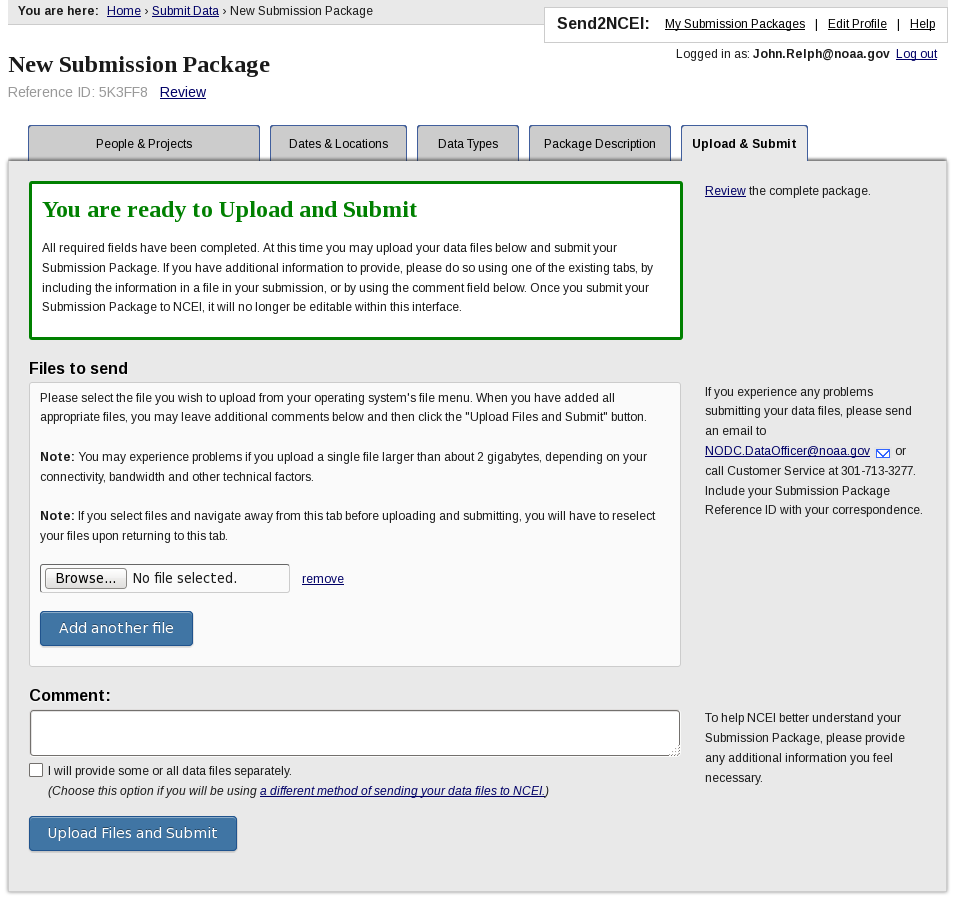 You are here: Home › Submit Data › New Submission Package
Send2NCEI: My Submission Packages | Edit Profile | Help
Logged in as: John.Relph@noaa.gov Log out
New Submission Package
Reference ID: 5K3FF8 Review
People & Projects
Dates & Locations
Data Types
Package Description
Upload & Submit
You are ready to Upload and Submit
All required fields have been completed. At this time you may upload your data files below and submit your
Submission Package. If you have additional information to provide, please do so using one of the existing tabs, by
including the information in a file in your submission, or by using the comment field below. Once you submit your
Submission Package to NCEI, it will no longer be editable within this interface.
Review the complete package.
Files to send
Please select the file you wish to upload from your operating system's file menu. When you have added all
appropriate files, you may leave additional comments below and then click the "Upload Files and Submit" button.
Note: You may experience problems if you upload a single file larger than about 2 gigabytes, depending on your
connectivity, bandwidth and other technical factors.
Note: If you select files and navigate away from this tab before uploading and submitting, you will have to reselect
your files upon returning to this tab.
Browse... No file selected. remove
Add another file
If you experience any problems
submitting your data files, please send
an email to
NODC.DataOfficer@noaa.gov or
call Customer Service at 301-713-3277.
Include your Submission Package
Reference ID with your correspondence.
Comment:
I will provide some or all data files separately.
(Choose this option if you will be using a different method of sending your data files to NCEI.)
Upload Files and Submit
To help NCEI better understand your
Submission Package, please provide
any additional information you feel
necessary.